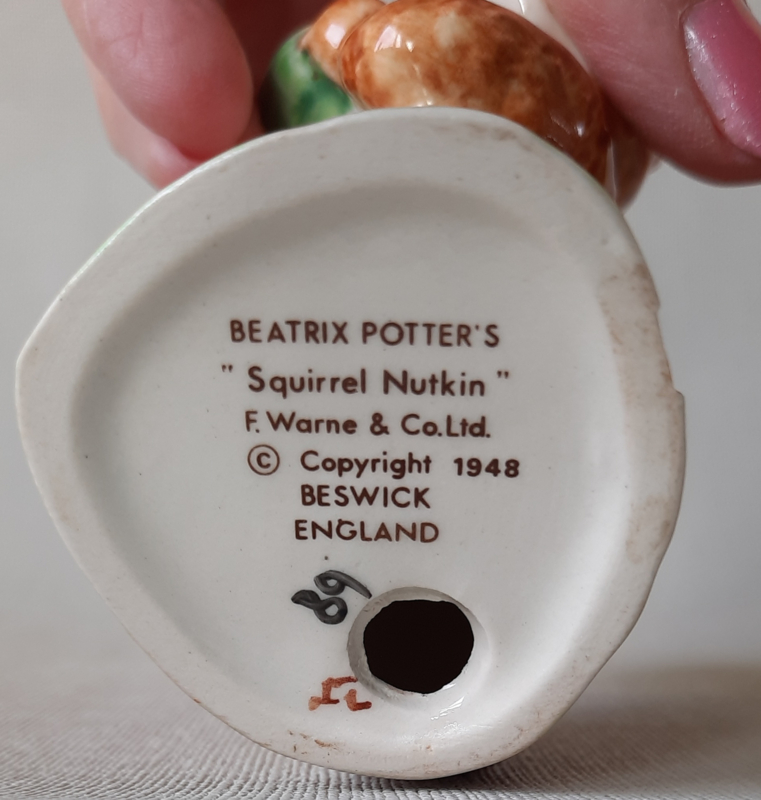 BEATRIX POTTER'S
" Squirrel Nutkin "
F. Warne & Co. Ltd.
© Copyright 1948
BESWICK
ENGLAND